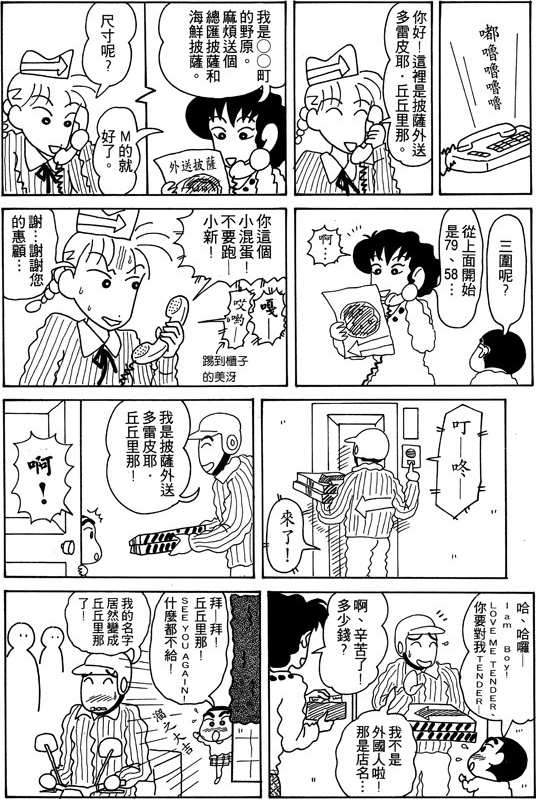 嘟嚕嚕嚕嚕
你好！這裡是披薩外送
多雷皮耶．丘丘里那。
我是○○町
的野原。
麻煩送個
總匯披薩和
海鮮披薩。
外送披薩
尺寸呢？
M的就
好了。
三圍呢？
從上面開始
是79、58…
啊…
你這個
小混蛋！
不要跑—
小新！
嘎—
哎喲—
踢到櫃子
的美冴
謝…謝謝您
的惠顧…
叮—咚—
來了！
我是披薩外送
多雷皮耶．
丘丘里那！
啊！
哈、哈囉—
I am Boy!
LOVE ME TENDER、
你要對我TENDER—
啊、辛苦了！
多少錢？
我不是
外國人啦！
那是店名…
拜—拜！
丘丘里那！
SEE YOU AGAIN！
什麼都不給！
溜之大吉
我的名字
居然變成
丘丘里那
了！